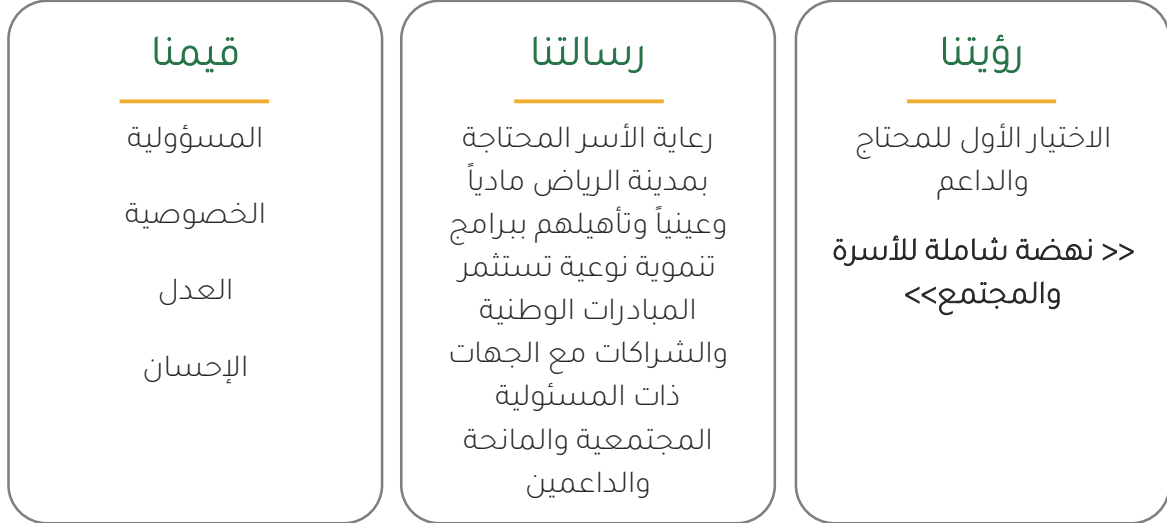 رؤيتنا
الاختيار الأول للمحتاج
والداعم
<< نهضة شاملة للأسرة
والمجتمع>>
رسالتنا
رعاية الأسر المحتاجة
بمدينة الرياض مادياً
وعينياً وتأهيلهم ببرامج
تنموية نوعية تستثمر
المبادرات الوطنية
والشراكات مع الجهات
ذات المسئولية
المجتمعية والمانحة
والداعمين
قيمنا
المسؤولية
الخصوصية
العدل
الإحسان